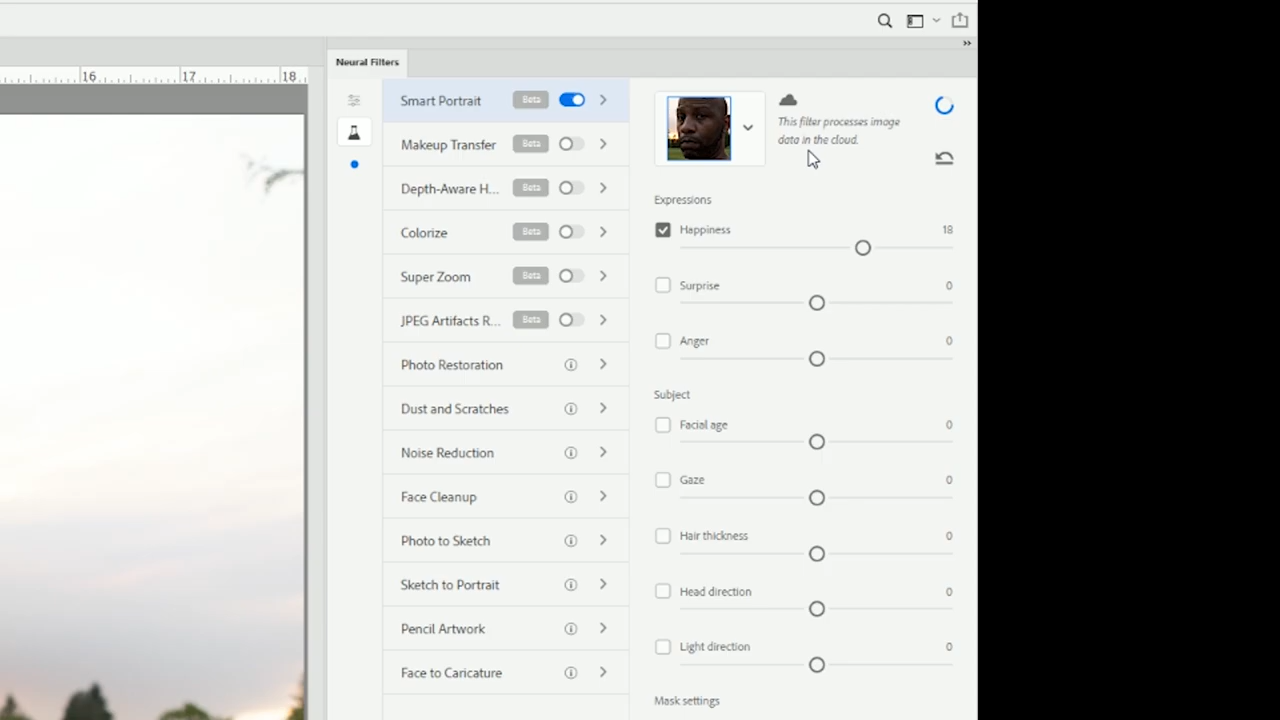 16 17 18
Neural Filters
Smart Portrait Beta
Makeup Transfer Beta
Depth-Aware H... Beta
Colorize Beta
Super Zoom Beta
JPEG Artifacts R... Beta
Photo Restoration
Dust and Scratches
Noise Reduction
Face Cleanup
Photo to Sketch
Sketch to Portrait
Pencil Artwork
Face to Caricature
This filter processes image
data in the cloud.
Expressions
Happiness 18
Surprise 0
Anger 0
Subject
Facial age 0
Gaze 0
Hair thickness 0
Head direction 0
Light direction 0
Mask settings